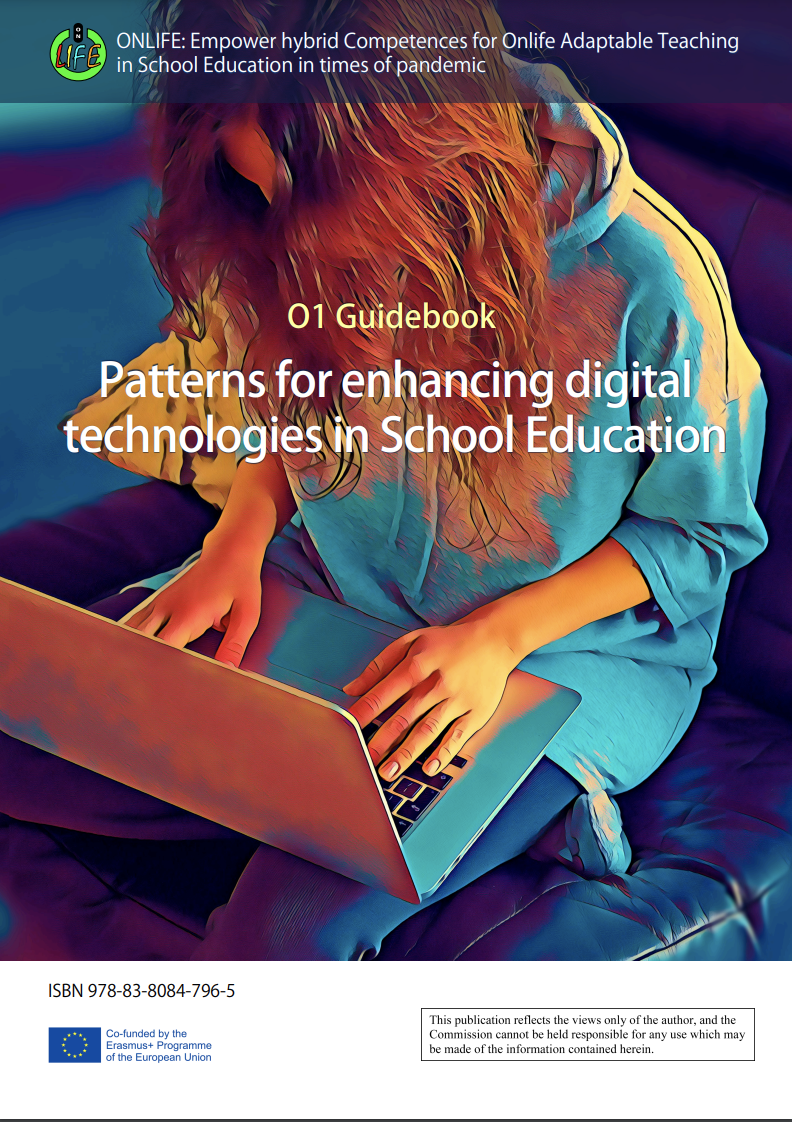 ON
LIFE
ONLIFE: Empower hybrid Competences for Onlife Adaptable Teaching
in School Education in times of pandemic
O1 Guidebook
Patterns for enhancing digital
technologies in School Education
ISBN 978-83-8084-796-5
Co-funded by the
Erasmus+ Programme
of the European Union
This publication reflects the views only of the author, and the
Commission cannot be held responsible for any use which may
be made of the information contained herein.